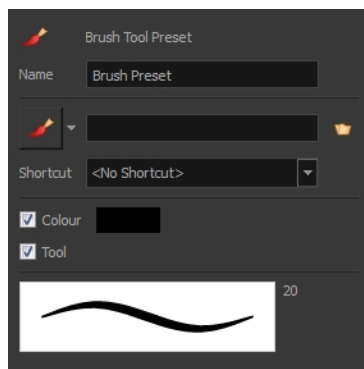 Brush Tool Preset
Name Brush Preset
Shortcut <No Shortcut>
Colour
Tool
20